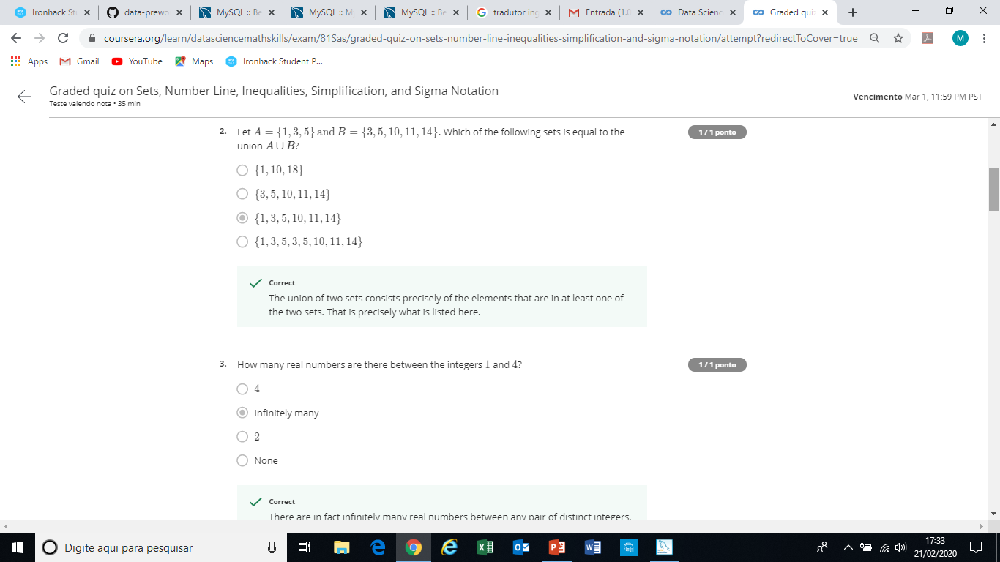 Ironhack St
data-prewo
MySQL :: Be
MySQL :: M
MySQL :: Be
tradutor ing
Entrada (1.0
Data Scienc
Graded qui
coursera.org/learn/datasciencemathskills/exam/81Sas/graded-quiz-on-sets-number-line-inequalities-simplification-and-sigma-notation/attempt?redirectToCover=true
M
Apps
Gmail
YouTube
Maps
Ironhack Student P...
Graded quiz on Sets, Number Line, Inequalities, Simplification, and Sigma Notation
Teste valendo nota • 35 min
Vencimento Mar 1, 11:59 PM PST
2. Let A = {1, 3, 5} and B = {3, 5, 10, 11, 14}. Which of the following sets is equal to the
union A ∪ B?
1 / 1 ponto
{1, 10, 18}
{3, 5, 10, 11, 14}
{1, 3, 5, 10, 11, 14}
{1, 3, 5, 3, 5, 10, 11, 14}
Correct
The union of two sets consists precisely of the elements that are in at least one of
the two sets. That is precisely what is listed here.
3. How many real numbers are there between the integers 1 and 4?
1 / 1 ponto
4
Infinitely many
2
None
Correct
There are in fact infinitely many real numbers between any pair of distinct integers,
Digite aqui para pesquisar
17:33
21/02/2020